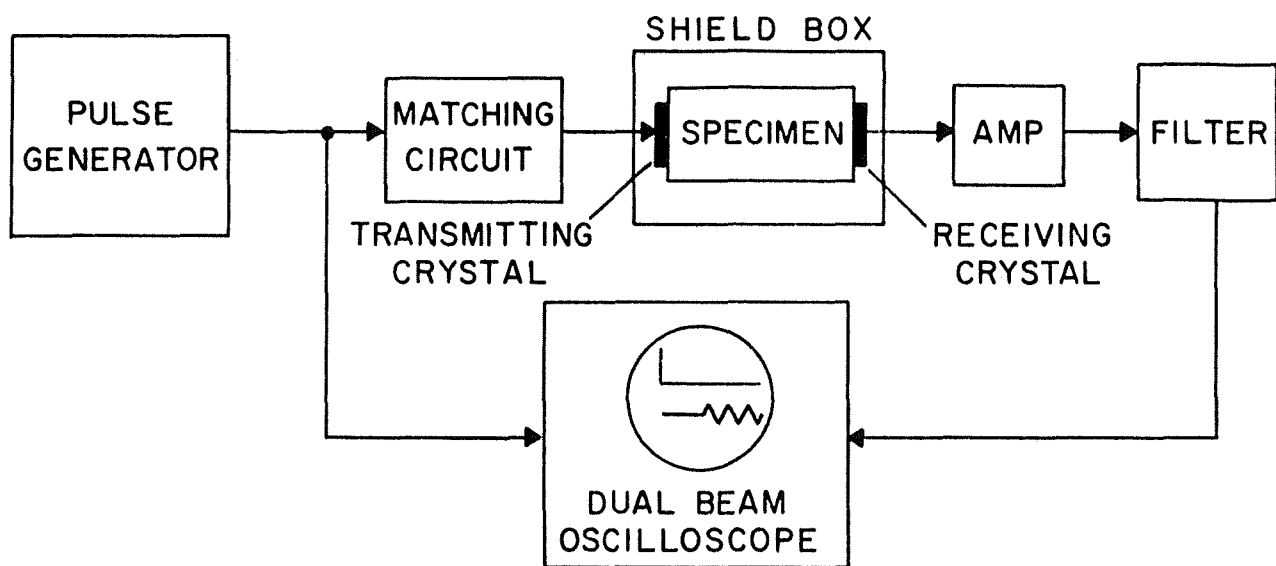 SHIELD BOX
PULSE
GENERATOR
MATCHING
CIRCUIT
SPECIMEN
AMP
FILTER
TRANSMITTING
CRYSTAL
RECEIVING
CRYSTAL
DUAL BEAM
OSCILLOSCOPE